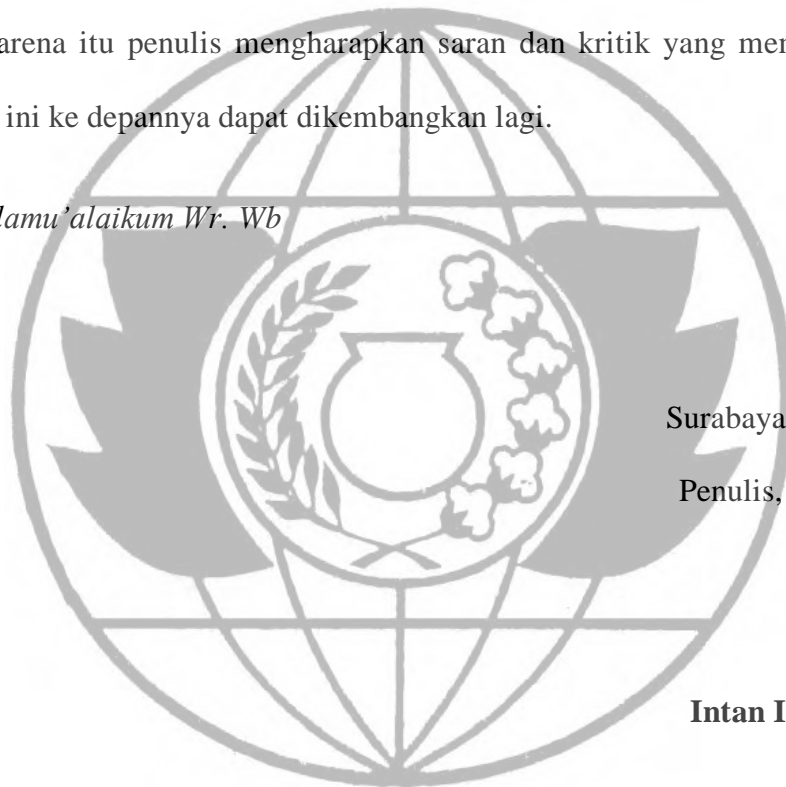 arena itu penulis mengharapkan saran dan kritik yang mem
ini ke depannya dapat dikembangkan lagi.
lamu’alaikum Wr. Wb
Surabaya
Penulis,
Intan I